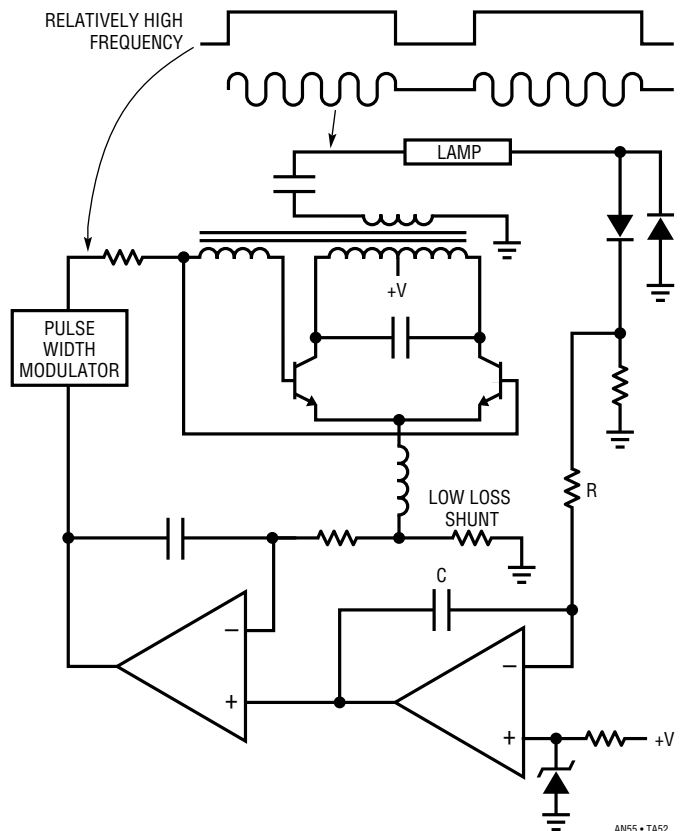 RELATIVELY HIGH
FREQUENCY
LAMP
+V
PULSE
WIDTH
MODULATOR
R
LOW LOSS
SHUNT
C
–
+
–
+
+V
AN55 • TA52